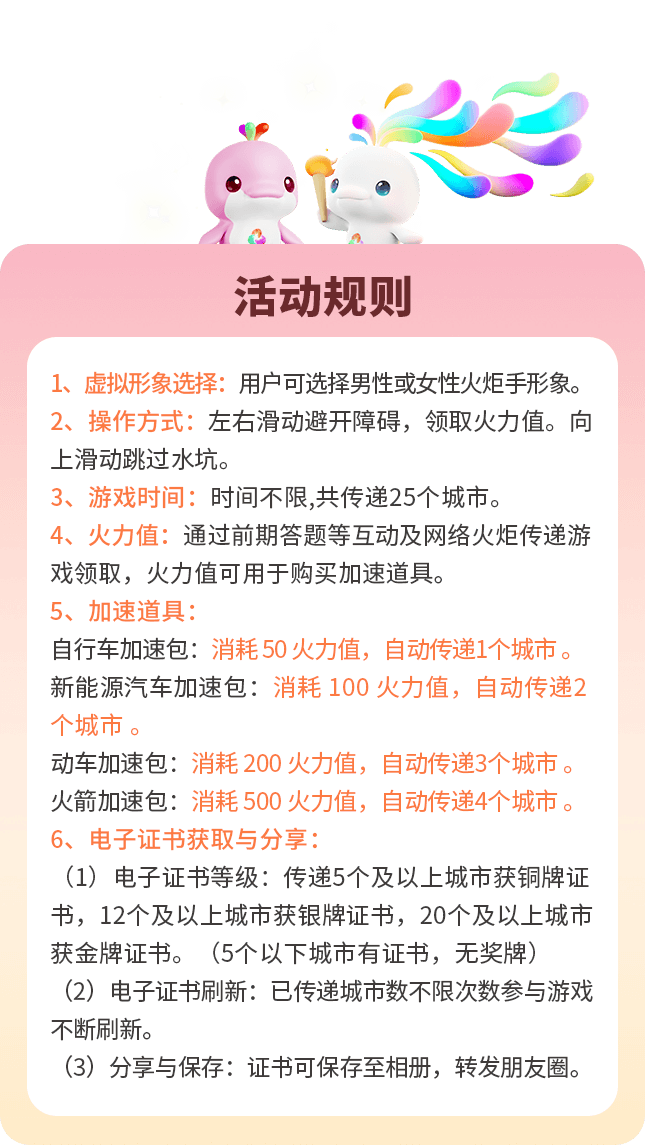 活动规则
1、虚拟形象选择：用户可选择男性或女性火炬手形象。
2、操作方式：左右滑动避开障碍，领取火力值。向
上滑动跳过水坑。
3、游戏时间：时间不限,共传递25个城市。
4、火力值：通过前期答题等互动及网络火炬传递游
戏领取，火力值可用于购买加速道具。
5、加速道具：
自行车加速包：消耗 50 火力值，自动传递1个城市 。
新能源汽车加速包：消耗 100 火力值，自动传递2
个城市 。
动车加速包：消耗 200 火力值，自动传递3个城市 。
火箭加速包：消耗 500 火力值，自动传递4个城市 。
6、电子证书获取与分享：
（1）电子证书等级：传递5个及以上城市获铜牌证
书，12个及以上城市获银牌证书，20个及以上城市
获金牌证书。（5个以下城市有证书，无奖牌）
（2）电子证书刷新：已传递城市数不限次数参与游戏
不断刷新。
（3）分享与保存：证书可保存至相册，转发朋友圈。